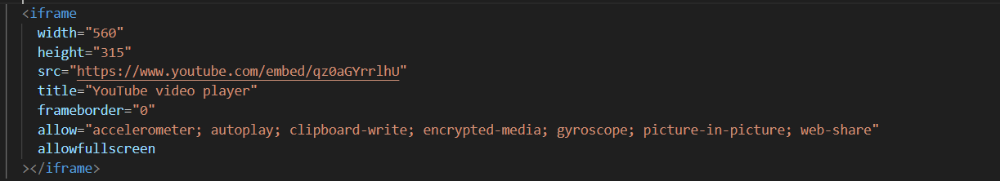 <iframe
width="560"
height="315"
src="https://www.youtube.com/embed/qz0aGYrrlhU"
title="YouTube video player"
frameborder="0"
allow="accelerometer; autoplay; clipboard-write; encrypted-media; gyroscope; picture-in-picture; web-share"
allowfullscreen
></iframe>